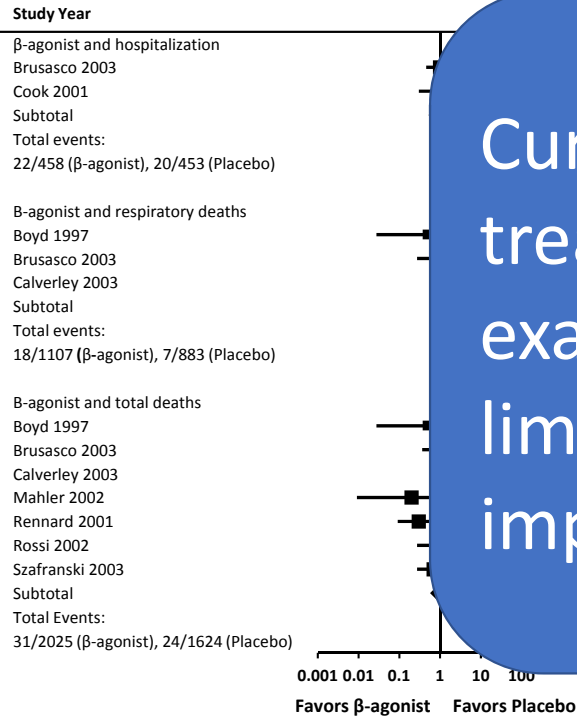 Study Year
β-agonist and hospitalization
Brusasco 2003
Cook 2001
Subtotal
Total events:
22/458 (β-agonist), 20/453 (Placebo)
B-agonist and respiratory deaths
Boyd 1997
Brusasco 2003
Calverley 2003
Subtotal
Total events:
18/1107 (β-agonist), 7/883 (Placebo)
B-agonist and total deaths
Boyd 1997
Brusasco 2003
Calverley 2003
Mahler 2002
Rennard 2001
Rossi 2002
Szafranski 2003
Subtotal
Total Events:
31/2025 (β-agonist), 24/1624 (Placebo)
0.001 0.01 0.1 1 10 100
Favors β-agonist Favors Placebo